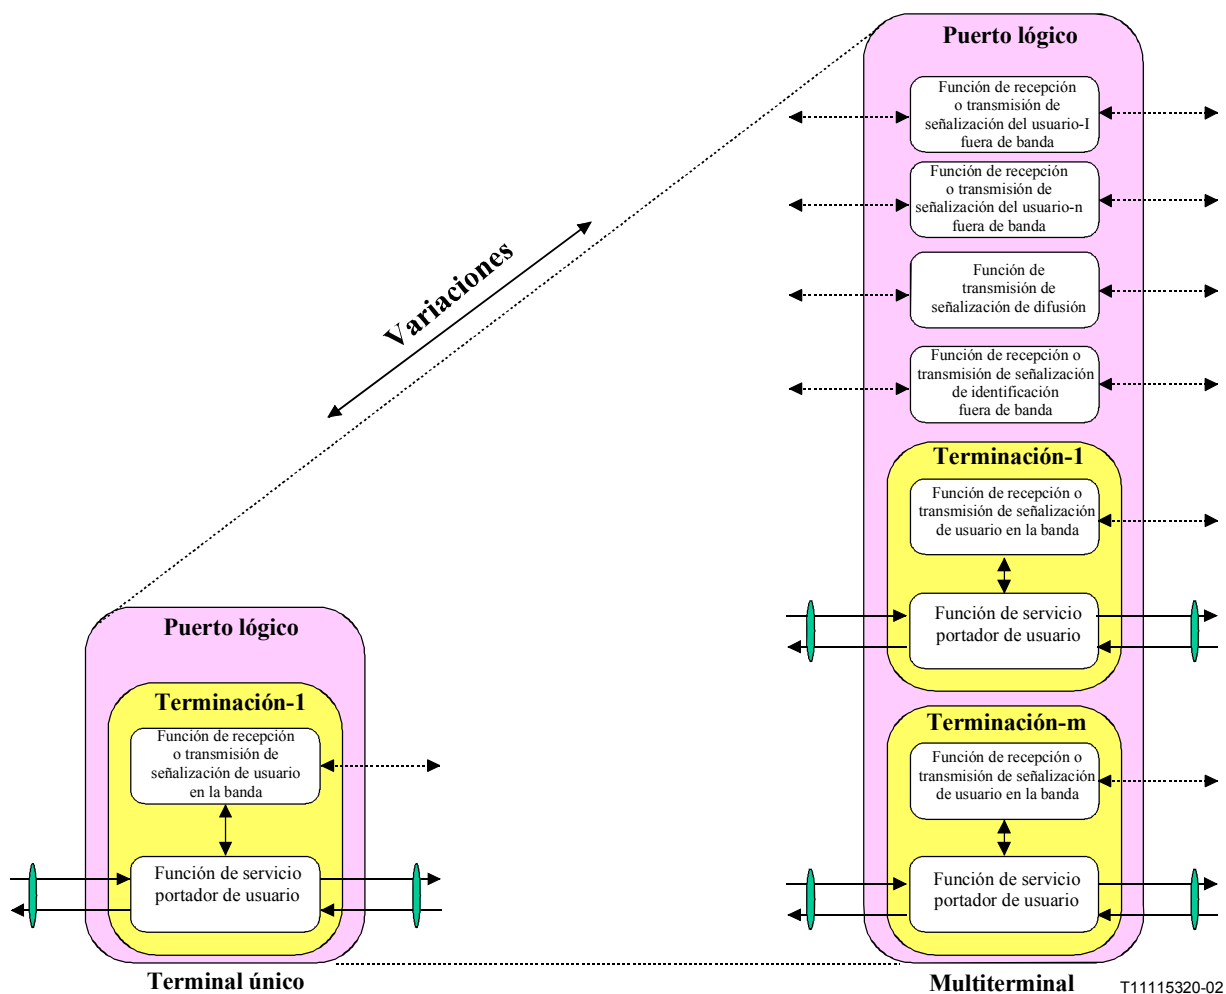 Puerto lógico
Función de recepción
o transmisión de
señalización del usuario-I
fuera de banda
Función de recepción
o transmisión de
señalización del usuario-n
fuera de banda
Función de
transmisión de
señalización de difusión
Función de recepción o
transmisión de señalización
de identificación
fuera de banda
Terminación-1
Función de recepción o
transmisión de señalización
de usuario en la banda
Función de servicio
portador de usuario
Terminación-m
Función de recepción o
transmisión de señalización
de usuario en la banda
Función de servicio
portador de usuario
Multiterminal
Variaciones
Puerto lógico
Terminación-1
Función de recepción
o transmisión de
señalización de usuario
en la banda
Función de servicio
portador de usuario
Terminal único
T11115320-02